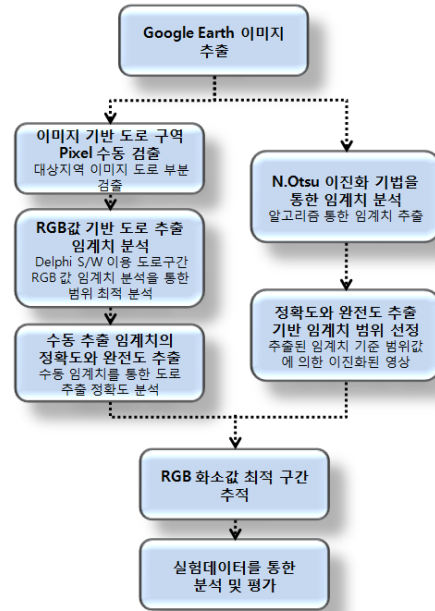 Google Earth 이미지
추출
이미지 기반 도로 구역
Pixel 수동 검출
대상지역 이미지 도로 부분
검출
RGB값 기반 도로 추출
임계치 분석
Delphi S/W 이용 도로구간
RGB 값 임계치 분석을 통한
범위 최적 분석
수동 추출 임계치의
정확도와 완전도 추출
수동 임계치를 통한 도로
추출 정확도 분석
N.Otsu 이진화 기법을
통한 임계치 분석
알고리즘 통한 임계치 추출
정확도와 완전도 추출
기반 임계치 범위 선정
추출된 임계치 기준 범위값
에 의한 이진화된 영상
RGB 화소값 최적 구간
추적
실험데이터를 통한
분석 및 평가